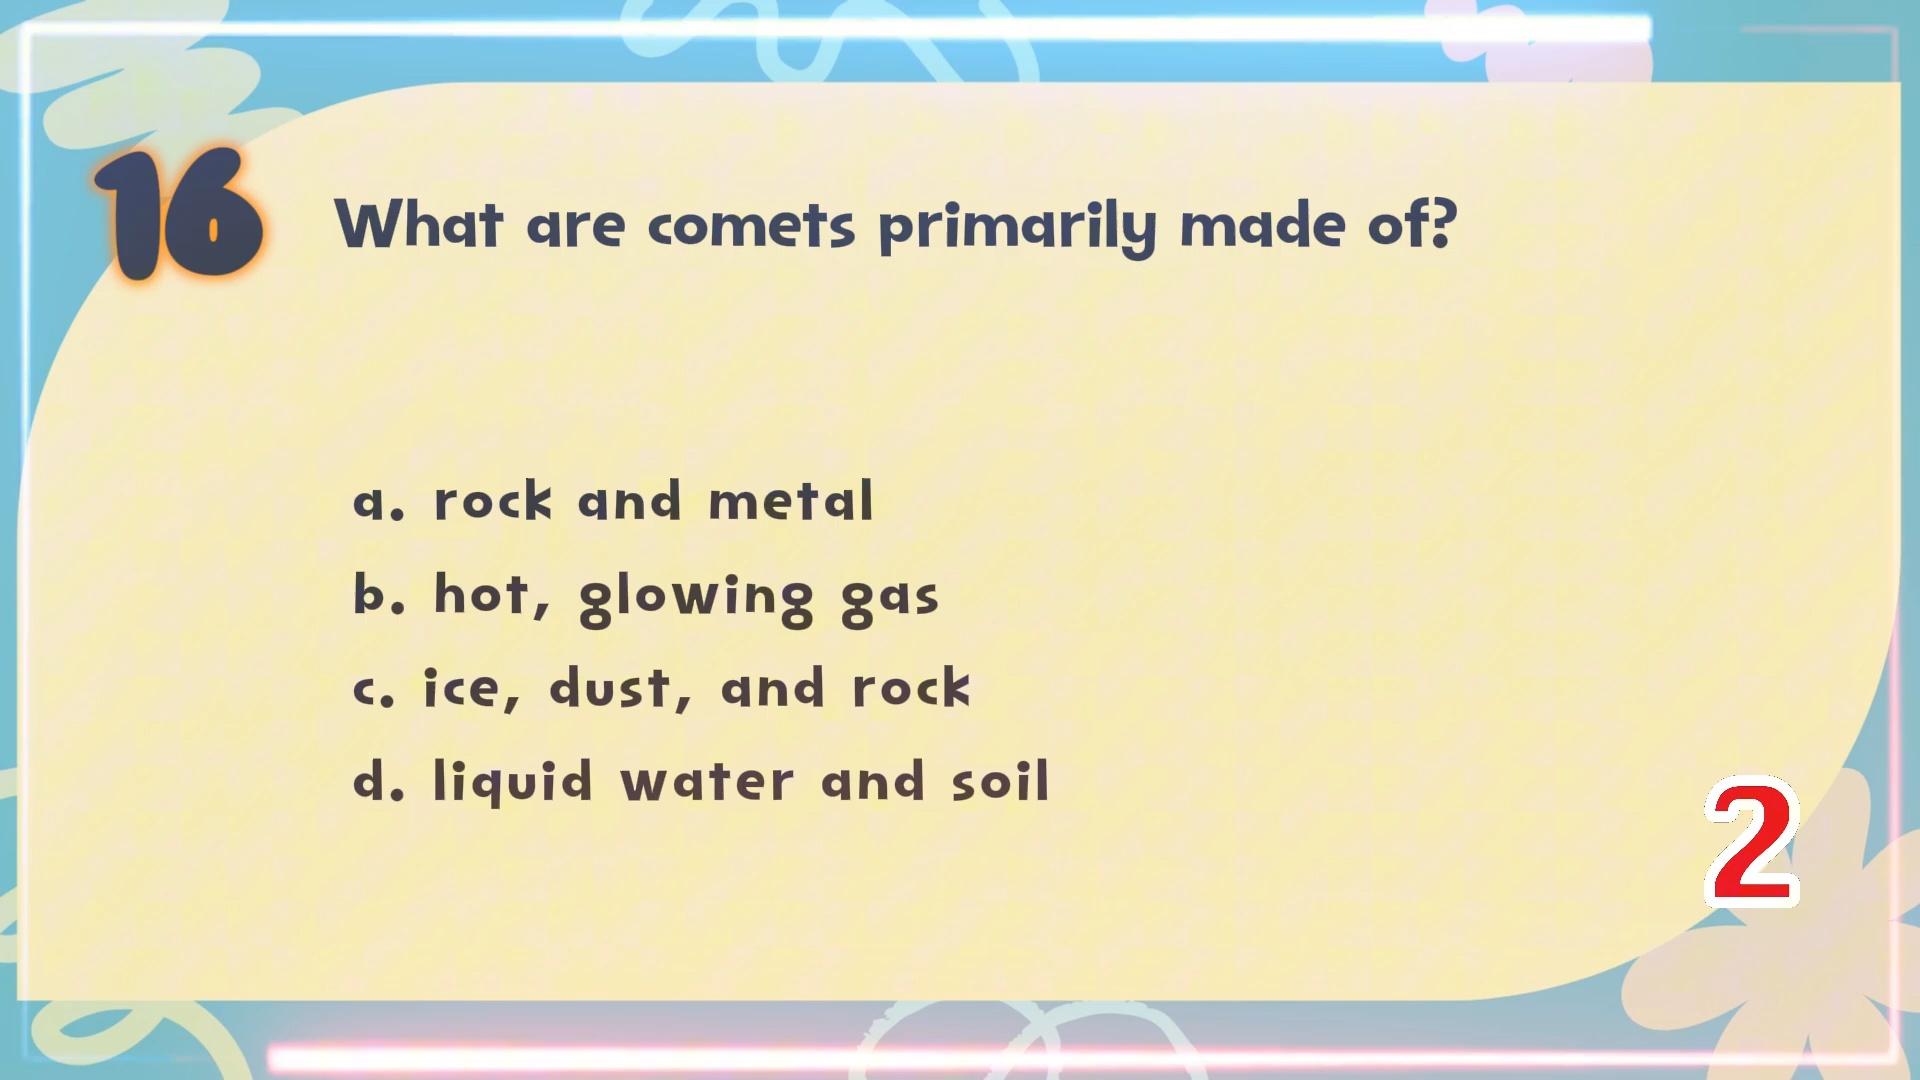 16
What are comets primarily made of?
a. rock and metal
b. hot, glowing gas
c. ice, dust, and rock
d. liquid water and soil
2